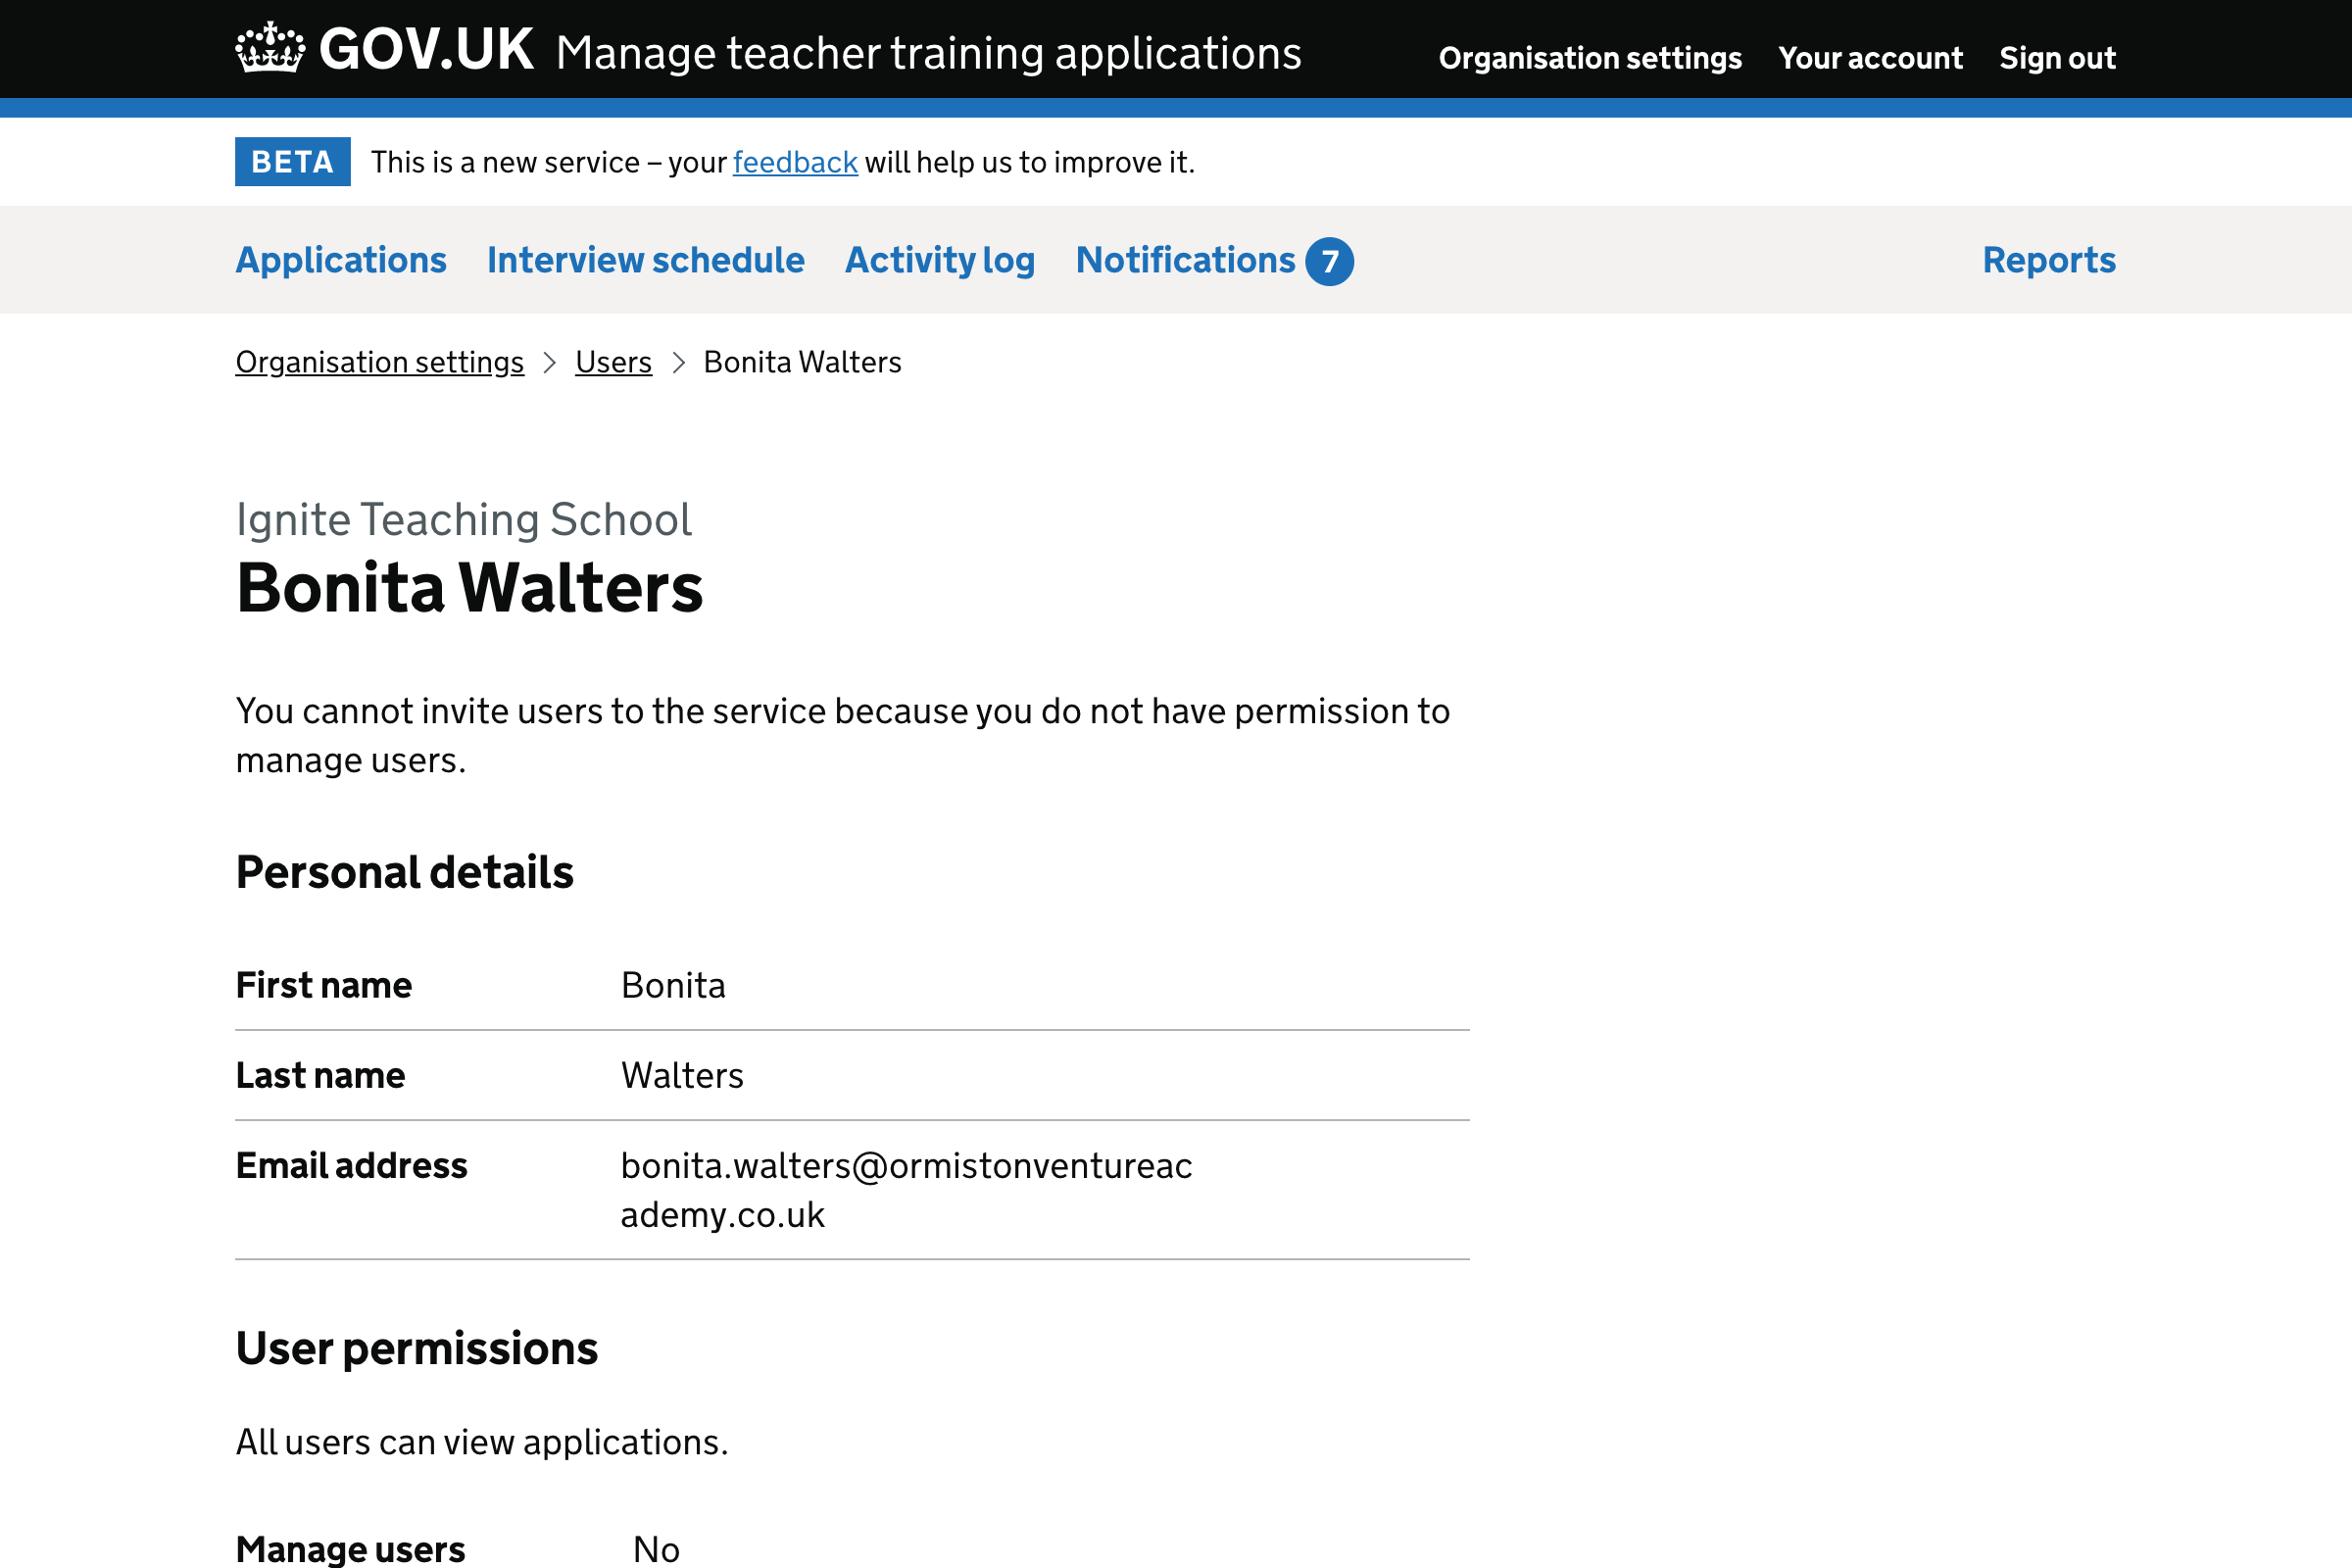 GOV.UK Manage teacher training applications Organisation settings Your account Sign out
BETA This is a new service – your feedback will help us to improve it.
Applications Interview schedule Activity log Notifications 7 Reports
Organisation settings > Users > Bonita Walters
Ignite Teaching School
Bonita Walters
You cannot invite users to the service because you do not have permission to
manage users.
Personal details
First name Bonita
Last name Walters
Email address bonita.walters@ormistonventureac
ademy.co.uk
User permissions
All users can view applications.
Manage users No